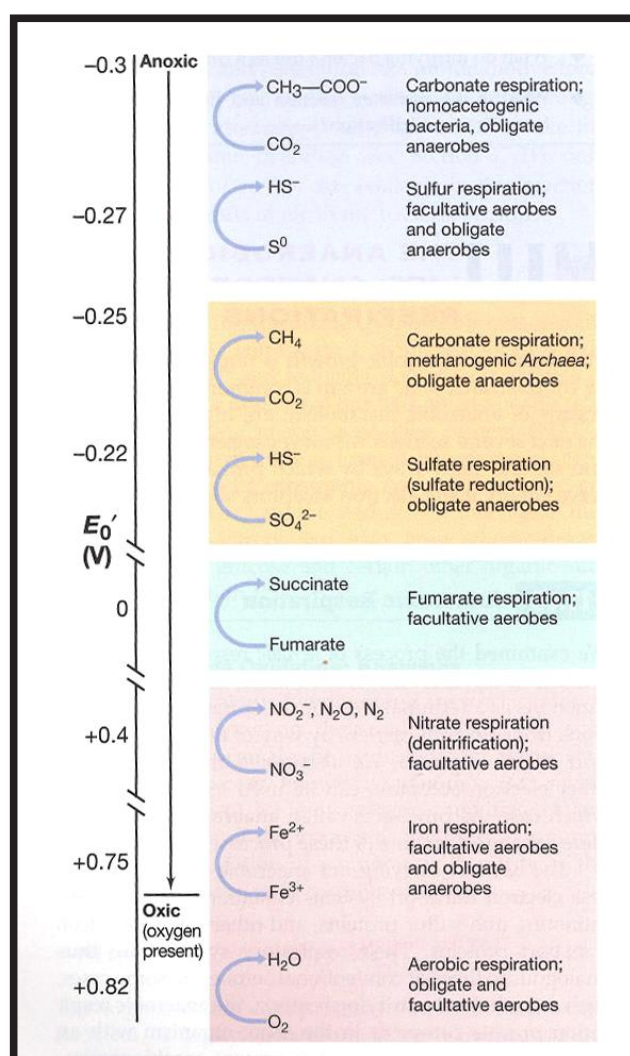 −0.3
Anoxic
CH3—COO⁻
CO₂
Carbonate respiration;
homoacetogenic
bacteria, obligate
anaerobes
−0.27
HS⁻
S⁰
Sulfur respiration;
facultative aerobes
and obligate
anaerobes
−0.25
CH₄
CO₂
Carbonate respiration;
methanogenic Archaea;
obligate anaerobes
−0.22
HS⁻
SO₄²⁻
Sulfate respiration
(sulfate reduction);
obligate anaerobes
E₀′
(V)
0
Succinate
Fumarate
Fumarate respiration;
facultative aerobes
+0.4
NO₂⁻, N₂O, N₂
NO₃⁻
Nitrate respiration
(denitrification);
facultative aerobes
+0.75
Fe²⁺
Fe³⁺
Iron respiration;
facultative aerobes
and obligate
anaerobes
Oxic
(oxygen
present)
+0.82
H₂O
O₂
Aerobic respiration;
obligate and
facultative aerobes